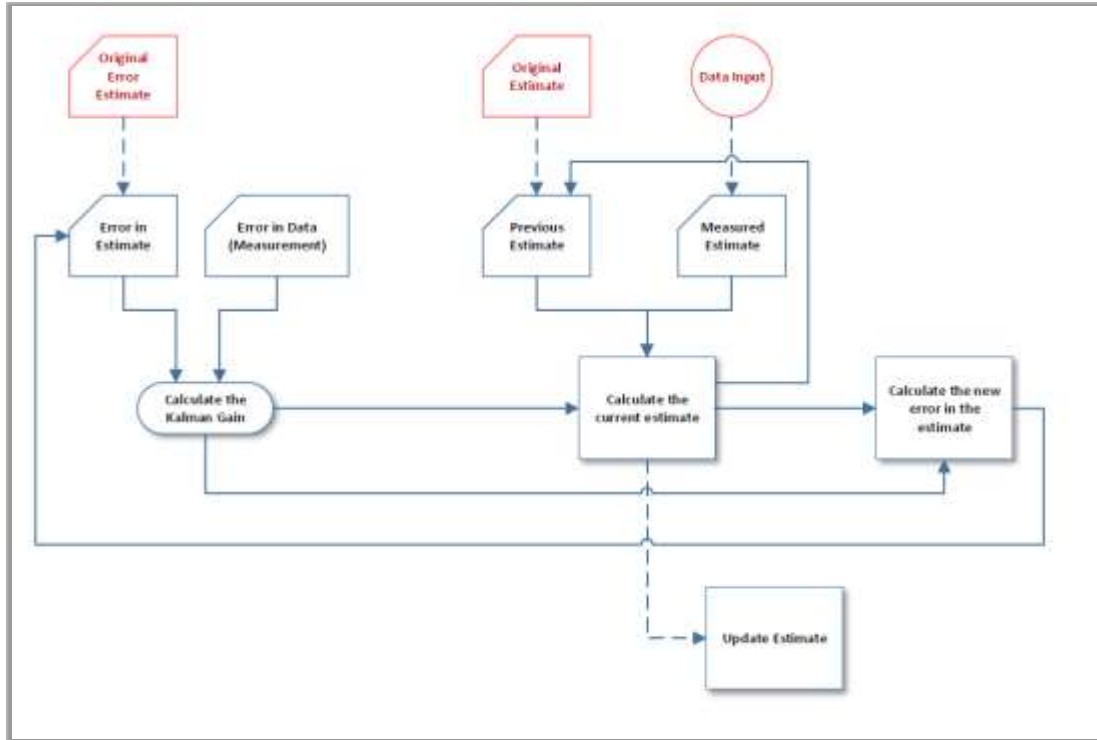 Original
Error
Estimate
Original
Estimate
Data Input
Error in
Estimate
Error in Data
(Measurement)
Previous
Estimate
Measured
Estimate
Calculate the
Kalman Gain
Calculate the
current estimate
Calculate the new
error in the
estimate
Update Estimate